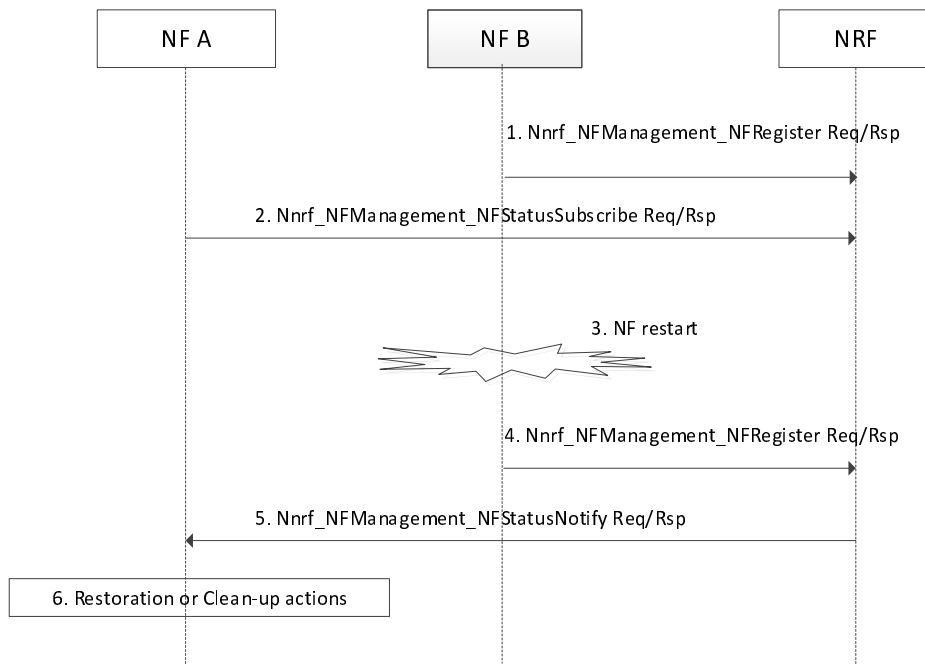 NF A
NF B
NRF
1. Nnrf_NFManagement_NFRegister Req/Rsp
2. Nnrf_NFManagement_NFStatusSubscribe Req/Rsp
3. NF restart
4. Nnrf_NFManagement_NFRegister Req/Rsp
5. Nnrf_NFManagement_NFStatusNotify Req/Rsp
6. Restoration or Clean-up actions